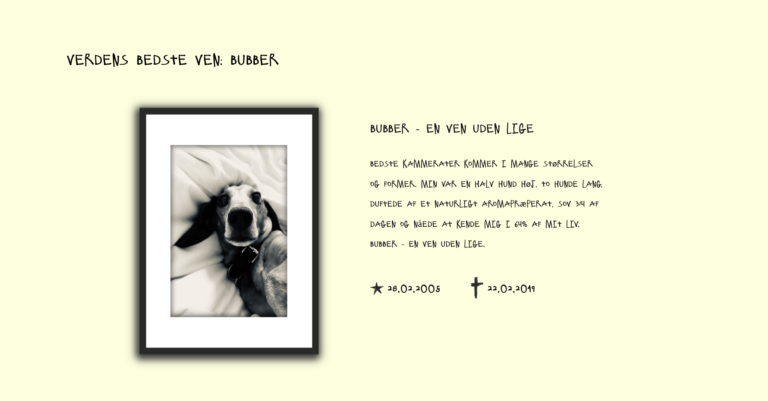 VERDENS BEDSTE VEN: BUBBER
BUBBER - EN VEN UDEN LIGE
BEDSTE KAMMERATER KOMMER I MANGE STØRRELSER
OG FORMER. MIN VAR EN HALV HUND HØJ, TO HUNDE LANG,
DUFTEDE AF ET NATURLIGT AROMAPRÆPERAT, SOV 3/4 AF
DAGEN OG NÅEDE AT KENDE MIG I 64% AF MIT LIV.
BUBBER - EN VEN UDEN LIGE.
28.02.2005 22.02.2019